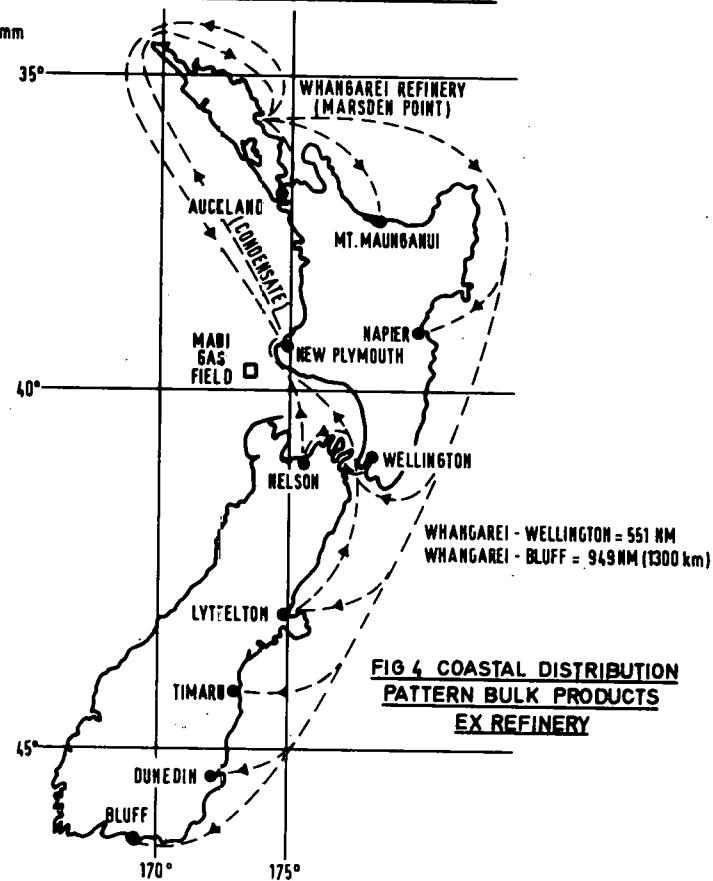 mm
35°
WHANGAREI REFINERY
(MARSDEN POINT)
AUCKLAND
(CONDENSATE)
MT. MAUNGANUI
MAUI
GAS
FIELD
NAPIER
NEW PLYMOUTH
40°
NELSON
WELLINGTON
WHANGAREI - WELLINGTON = 551 NM
WHANGAREI - BLUFF = 949 NM (1300 km)
LYTTELTON
FIG 4 COASTAL DISTRIBUTION
PATTERN BULK PRODUCTS
EX REFINERY
TIMARU
45°
DUNEDIN
BLUFF
170°
175°